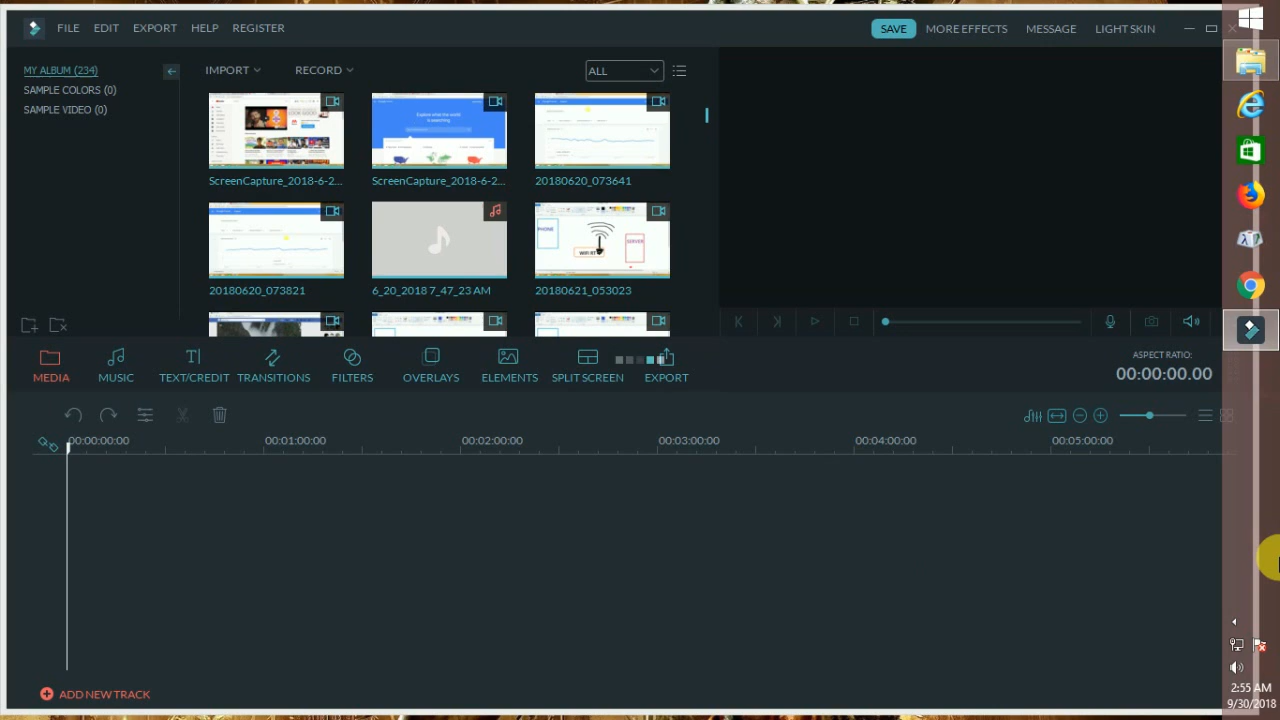 FILE EDIT EXPORT HELP REGISTER SAVE MORE EFFECTS MESSAGE LIGHT SKIN
MY ALBUM (234)
SAMPLE COLORS (0)
SAMPLE VIDEO (0)
IMPORT RECORD ALL
ScreenCapture_2018-6-2... ScreenCapture_2018-6-2... 20180620_073641
PHONE
SERVER
20180620_073821 6_20_2018 7_47_23 AM 20180621_053023
MEDIA MUSIC TEXT/CREDIT TRANSITIONS FILTERS OVERLAYS ELEMENTS SPLIT SCREEN EXPORT
ASPECT RATIO:
00:00:00.00
00:00:00:00 00:01:00:00 00:02:00:00 00:03:00:00 00:04:00:00 00:05:00:00
ADD NEW TRACK
2:55 AM
9/30/2018